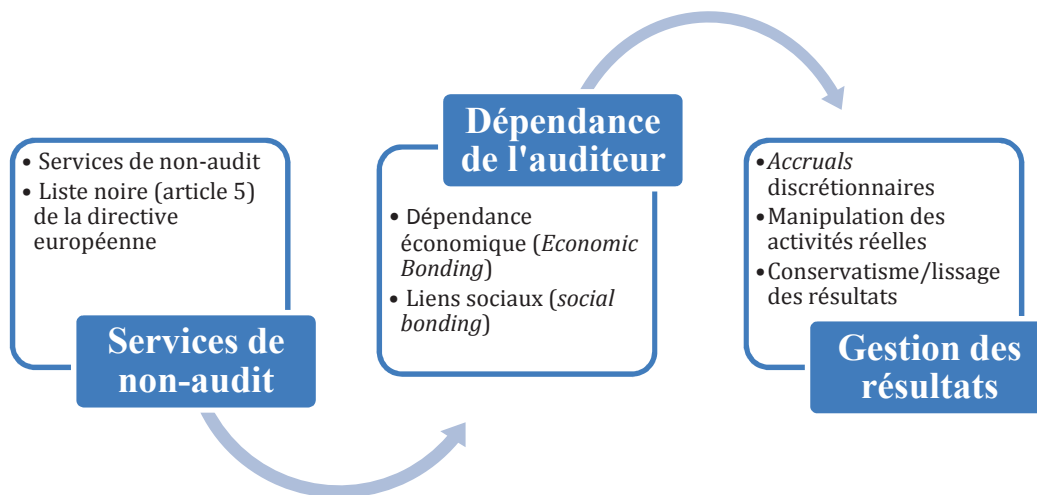 • Services de non-audit
• Liste noire (article 5)
de la directive
européenne
Services de
non-audit
Dépendance
de l'auditeur
• Dépendance
économique (Economic
Bonding)
• Liens sociaux (social
bonding)
•Accruals
discrétionnaires
•Manipulation des
activités réelles
•Conservatisme/lissage
des résultats
Gestion des
résultats